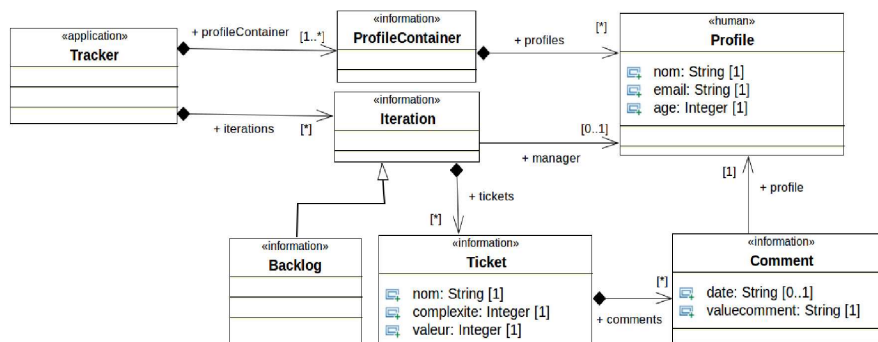 «application»
Tracker
+ profileContainer
[1..*]
«information»
ProfileContainer
+ profiles
[*]
«human»
Profile
nom: String [1]
email: String [1]
age: Integer [1]
+ iterations
[*]
«information»
Iteration
[0..1]
+ manager
+ tickets
[*]
[1]
+ profile
«information»
Backlog
«information»
Ticket
nom: String [1]
complexite: Integer [1]
valeur: Integer [1]
[*]
+ comments
«information»
Comment
date: String [0..1]
valuecomment: String [1]